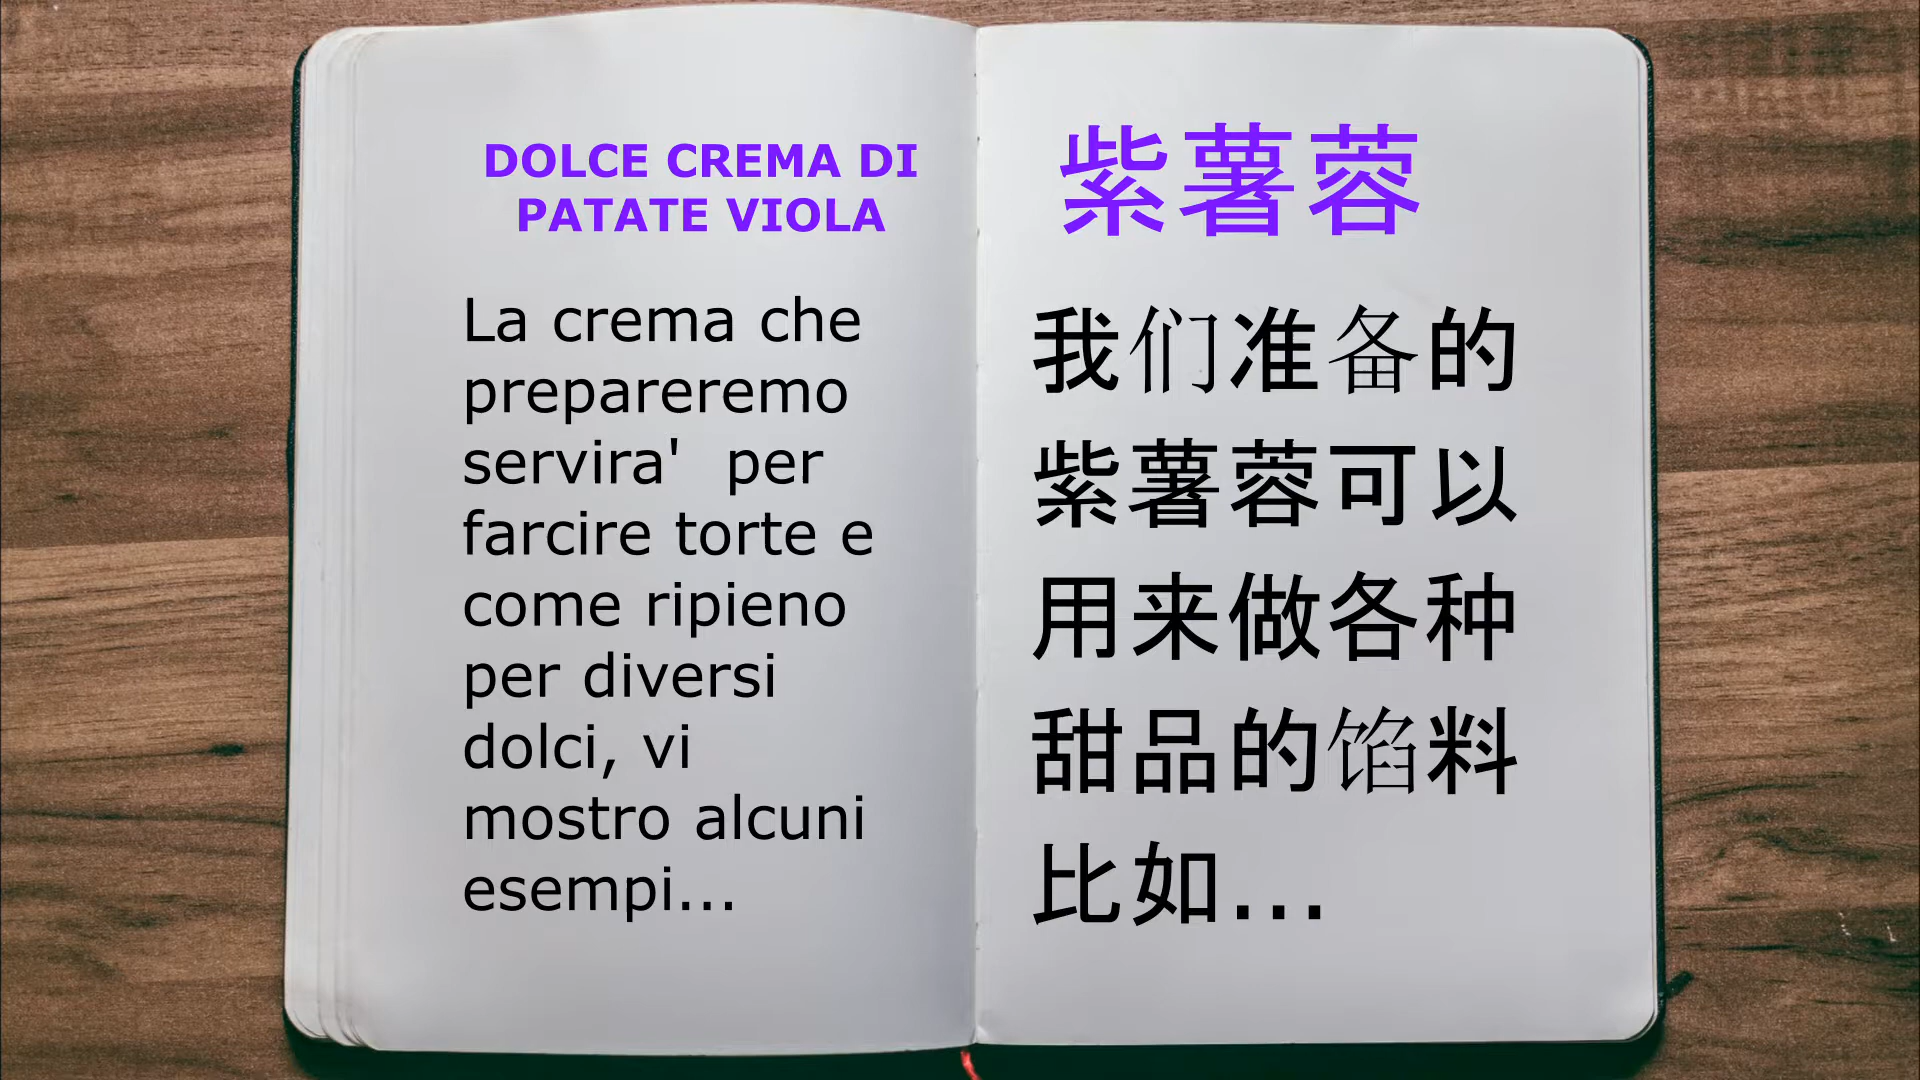 DOLCE CREMA DI
PATATE VIOLA
La crema che
prepareremo
servira'  per
farcire torte e
come ripieno
per diversi
dolci, vi
mostro alcuni
esempi...
紫薯蓉
我们准备的
紫薯蓉可以
用来做各种
甜品的馅料
比如...